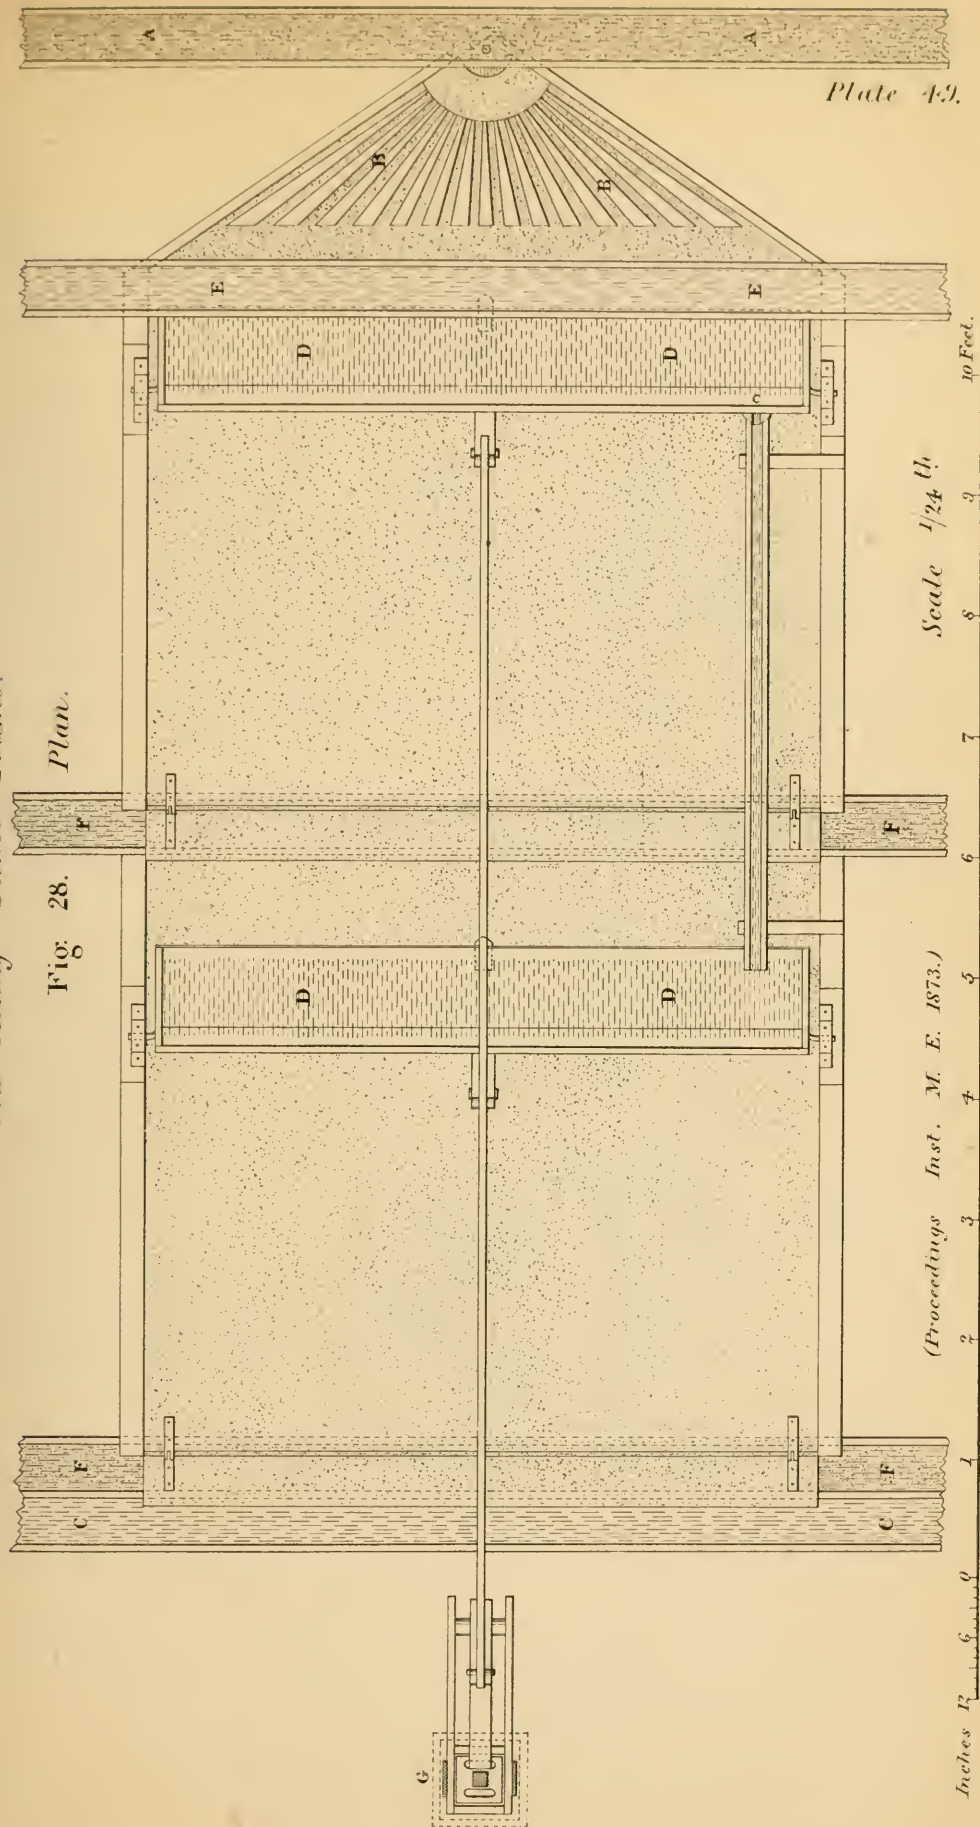 Plate 49.
Fig. 28.
Plan.
A
A
B
B
E
E
D
D
c
F
F
D
D
F
F
C
C
G
(Proceedings Inst. M. E. 1873.)
Scale 1/24 th
Inches 12 6 0 1 2 3 4 5 6 7 8 9 10 Feet.